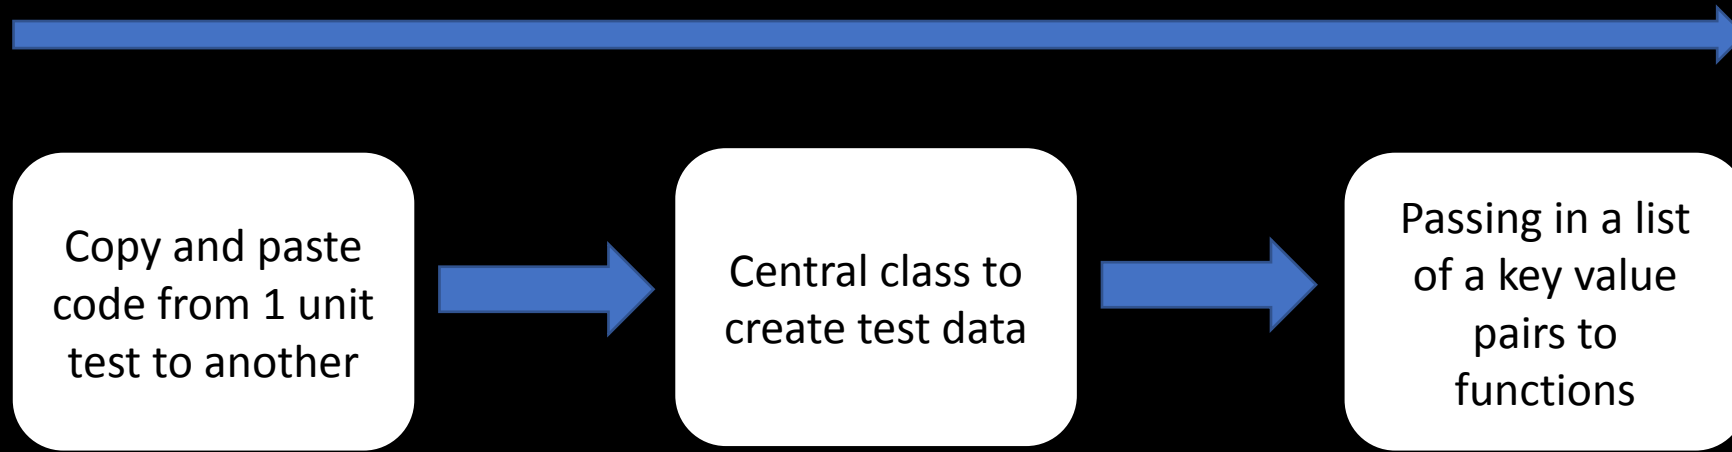 Copy and paste
code from 1 unit
test to another
Central class to
create test data
Passing in a list
of a key value
pairs to
functions